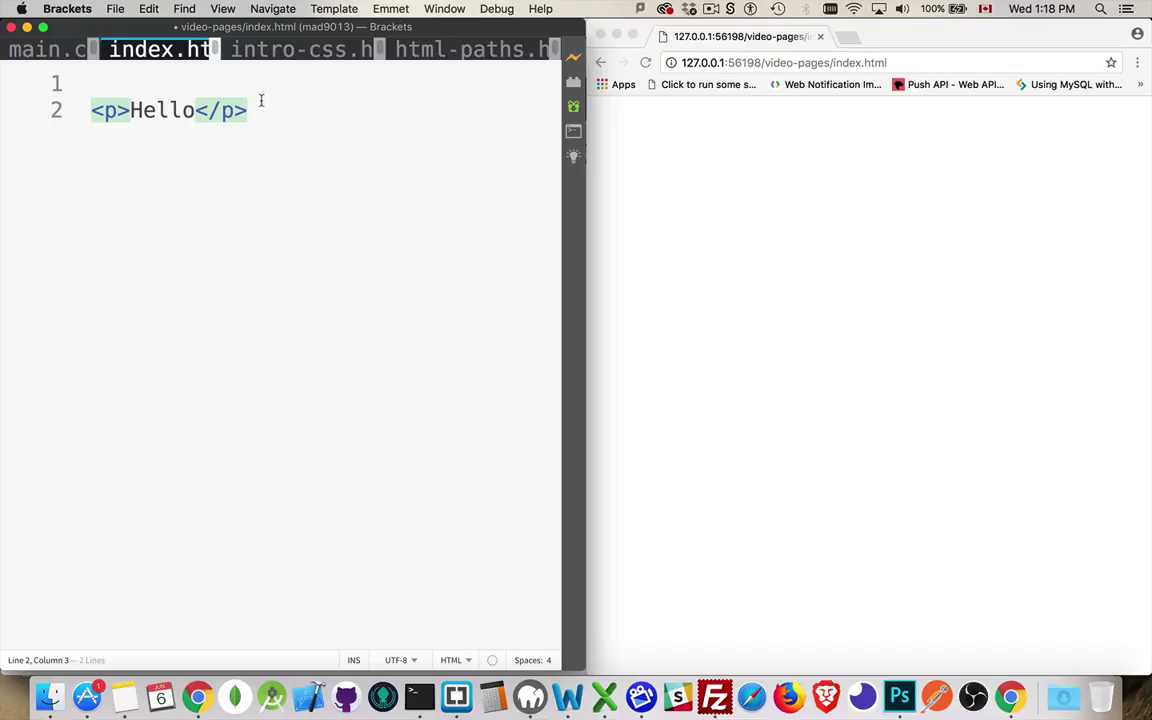 Brackets File Edit Find View Navigate Template Emmet Window Debug Help 100% Wed 1:18 PM
• video-pages/index.html (mad9013) — Brackets
main.c index.ht intro-css.h html-paths.h
127.0.0.1:56198/video-pages/i
127.0.0.1:56198/video-pages/index.html
Apps Click to run some s... Web Notification Im... Push API - Web API... Using MySQL with... »
1
2 <p>Hello</p>
Line 2, Column 3 — 2 Lines INS UTF-8 HTML Spaces: 4